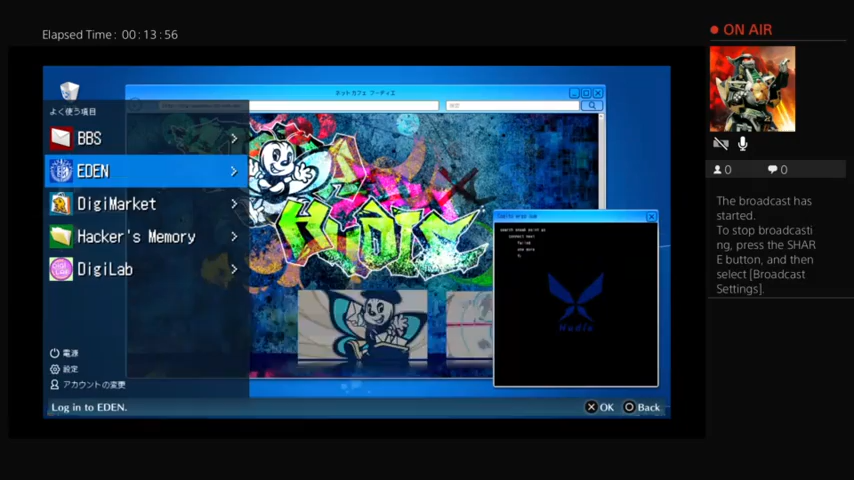 Elapsed Time: 00:13:56
ON AIR
ネットカフェ フーディエ
よく使う項目
BBS
EDEN
DigiMarket
Hacker's Memory
DigiLab
Hudie
Hudie
電源
設定
アカウントの変更
Log in to EDEN.
OK
Back
0
0
The broadcast has
started.
To stop broadcasti
ng, press the SHAR
E button, and then
select [Broadcast
Settings].